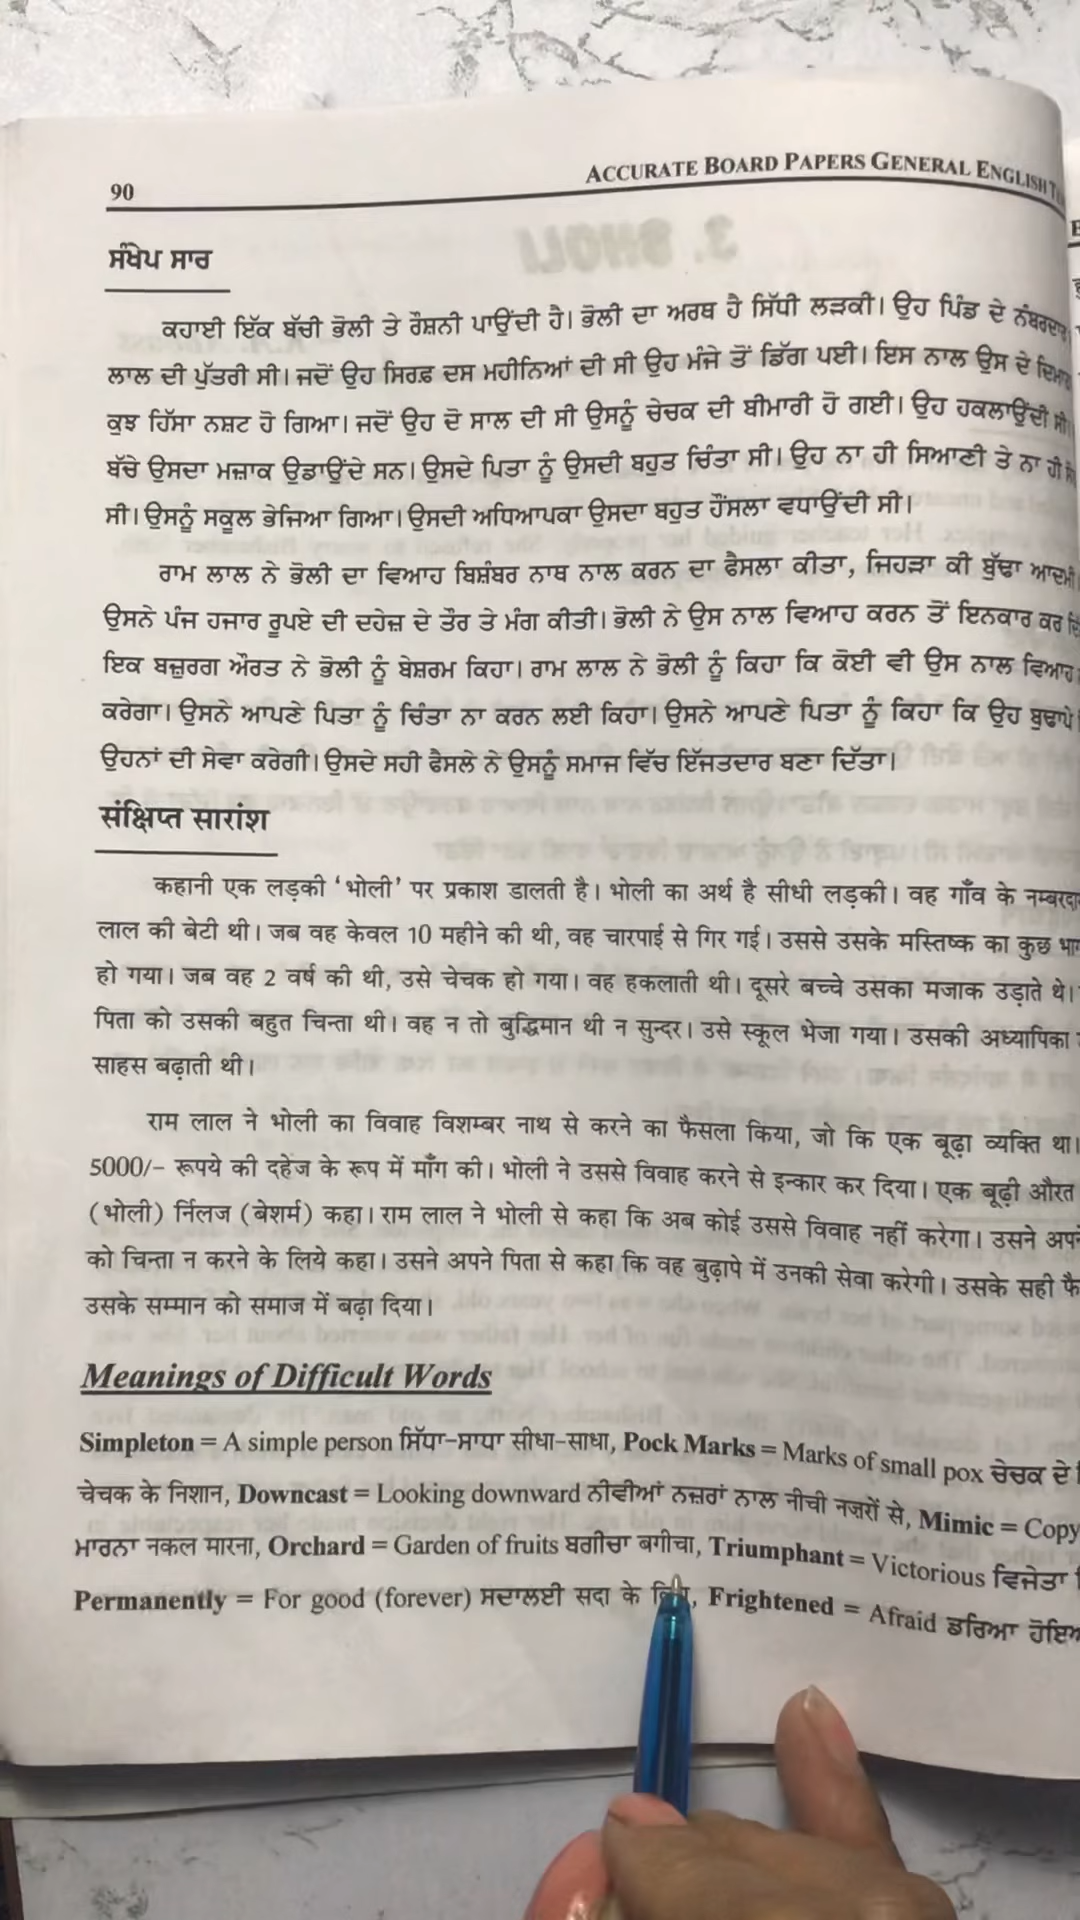 90
ACCURATE BOARD PAPERS GENERAL ENGLISH
3. BHOLI
ਸੰਖੇਪ ਸਾਰ
ਕਹਾਈ ਇੱਕ ਬੱਚੀ ਭੋਲੀ ਤੇ ਰੌਸ਼ਨੀ ਪਾਉਂਦੀ ਹੈ। ਭੋਲੀ ਦਾ ਅਰਥ ਹੈ ਸਿੱਧੀ ਲੜਕੀ। ਉਹ ਪਿੰਡ ਦੇ ਨੰਬਰਦਾਰ
ਲਾਲ ਦੀ ਪੁੱਤਰੀ ਸੀ। ਜਦੋਂ ਉਹ ਸਿਰਫ਼ ਦਸ ਮਹੀਨਿਆਂ ਦੀ ਸੀ ਉਹ ਮੰਜੇ ਤੋਂ ਡਿੱਗ ਪਈ। ਇਸ ਨਾਲ ਉਸ ਦੇ
ਕੁਝ ਹਿੱਸਾ ਨਸ਼ਟ ਹੋ ਗਿਆ। ਜਦੋਂ ਉਹ ਦੋ ਸਾਲ ਦੀ ਸੀ ਉਸਨੂੰ ਚੇਚਕ ਦੀ ਬੀਮਾਰੀ ਹੋ ਗਈ। ਉਹ ਹਕਲਾਉਂਦੀ ਸੀ।
ਬੱਚੇ ਉਸਦਾ ਮਜ਼ਾਕ ਉਡਾਉਂਦੇ ਸਨ। ਉਸਦੇ ਪਿਤਾ ਨੂੰ ਉਸਦੀ ਬਹੁਤ ਚਿੰਤਾ ਸੀ। ਉਹ ਨਾ ਹੀ ਸਿਆਣੀ ਤੇ ਨਾ ਹੀ
ਸੀ। ਉਸਨੂੰ ਸਕੂਲ ਭੇਜਿਆ ਗਿਆ। ਉਸਦੀ ਅਧਿਆਪਕਾ ਉਸਦਾ ਬਹੁਤ ਹੌਂਸਲਾ ਵਧਾਉਂਦੀ ਸੀ।
ਰਾਮ ਲਾਲ ਨੇ ਭੋਲੀ ਦਾ ਵਿਆਹ ਬਿਸ਼ੰਬਰ ਨਾਥ ਨਾਲ ਕਰਨ ਦਾ ਫੈਸਲਾ ਕੀਤਾ, ਜਿਹੜਾ ਕੀ ਬੁੱਢਾ ਆਦਮੀ
ਉਸਨੇ ਪੰਜ ਹਜਾਰ ਰੂਪਏ ਦੀ ਦਹੇਜ਼ ਦੇ ਤੌਰ ਤੇ ਮੰਗ ਕੀਤੀ। ਭੋਲੀ ਨੇ ਉਸ ਨਾਲ ਵਿਆਹ ਕਰਨ ਤੋਂ ਇਨਕਾਰ ਕਰ
ਇਕ ਬਜ਼ੁਰਗ ਔਰਤ ਨੇ ਭੋਲੀ ਨੂੰ ਬੇਸ਼ਰਮ ਕਿਹਾ। ਰਾਮ ਲਾਲ ਨੇ ਭੋਲੀ ਨੂੰ ਕਿਹਾ ਕਿ ਕੋਈ ਵੀ ਉਸ ਨਾਲ ਵਿਆਹ
ਕਰੇਗਾ। ਉਸਨੇ ਆਪਣੇ ਪਿਤਾ ਨੂੰ ਚਿੰਤਾ ਨਾ ਕਰਨ ਲਈ ਕਿਹਾ। ਉਸਨੇ ਆਪਣੇ ਪਿਤਾ ਨੂੰ ਕਿਹਾ ਕਿ ਉਹ ਬੁਢਾਪੇ
ਉਹਨਾਂ ਦੀ ਸੇਵਾ ਕਰੇਗੀ। ਉਸਦੇ ਸਹੀ ਫੈਸਲੇ ਨੇ ਉਸਨੂੰ ਸਮਾਜ ਵਿੱਚ ਇੱਜਤਦਾਰ ਬਣਾ ਦਿੱਤਾ।
संक्षिप्त सारांश
कहानी एक लड़की ‘भोली’ पर प्रकाश डालती है। भोली का अर्थ है सीधी लड़की। वह गाँव के
लाल की बेटी थी। जब वह केवल 10 महीने की थी, वह चारपाई से गिर गई। उससे उसके मस्तिष्क का कुछ भाग
हो गया। जब वह 2 वर्ष की थी, उसे चेचक हो गया। वह हकलाती थी। दूसरे बच्चे उसका मजाक उड़ाते थे।
पिता को उसकी बहुत चिन्ता थी। वह न तो बुद्धिमान थी न सुन्दर। उसे स्कूल भेजा गया। उसकी अध्यापिका
साहस बढ़ाती थी।
राम लाल ने भोली का विवाह विशम्बर नाथ से करने का फैसला किया, जो कि एक बूढ़ा व्यक्ति था।
5000/- रूपये की दहेज के रूप में माँग की। भोली ने उससे विवाह करने से इन्कार कर दिया। एक बूढ़ी औरत
(भोली) र्निलज (बेशर्म) कहा। राम लाल ने भोली से कहा कि अब कोई उससे विवाह नहीं करेगा। उसने
को चिन्ता न करने के लिये कहा। उसने अपने पिता से कहा कि वह बुढ़ापे में उनकी सेवा करेगी। उसके सही
उसके सम्मान को समाज में बढ़ा दिया।
Meanings of Difficult Words
Simpleton = A simple person ਸਿੱਧਾ-ਸਾਧਾ सीधा-साधा, Pock Marks = Marks of small pox ਚੇਚਕ ਦੇ
चेचक के निशान, Downcast = Looking downward ਨੀਵੀਆਂ ਨਜ਼ਰਾਂ ਨਾਲ नीची नजरों से, Mimic = Copy
ਮਾਰਨਾ नकल मारना, Orchard = Garden of fruits ਬਗੀਚਾ बगीचा, Triumphant = Victorious ਵਿਜੇਤਾ
Permanently = For good (forever) ਸਦਾਲਈ सदा के Frightened = Afraid ਡਰਿਆ